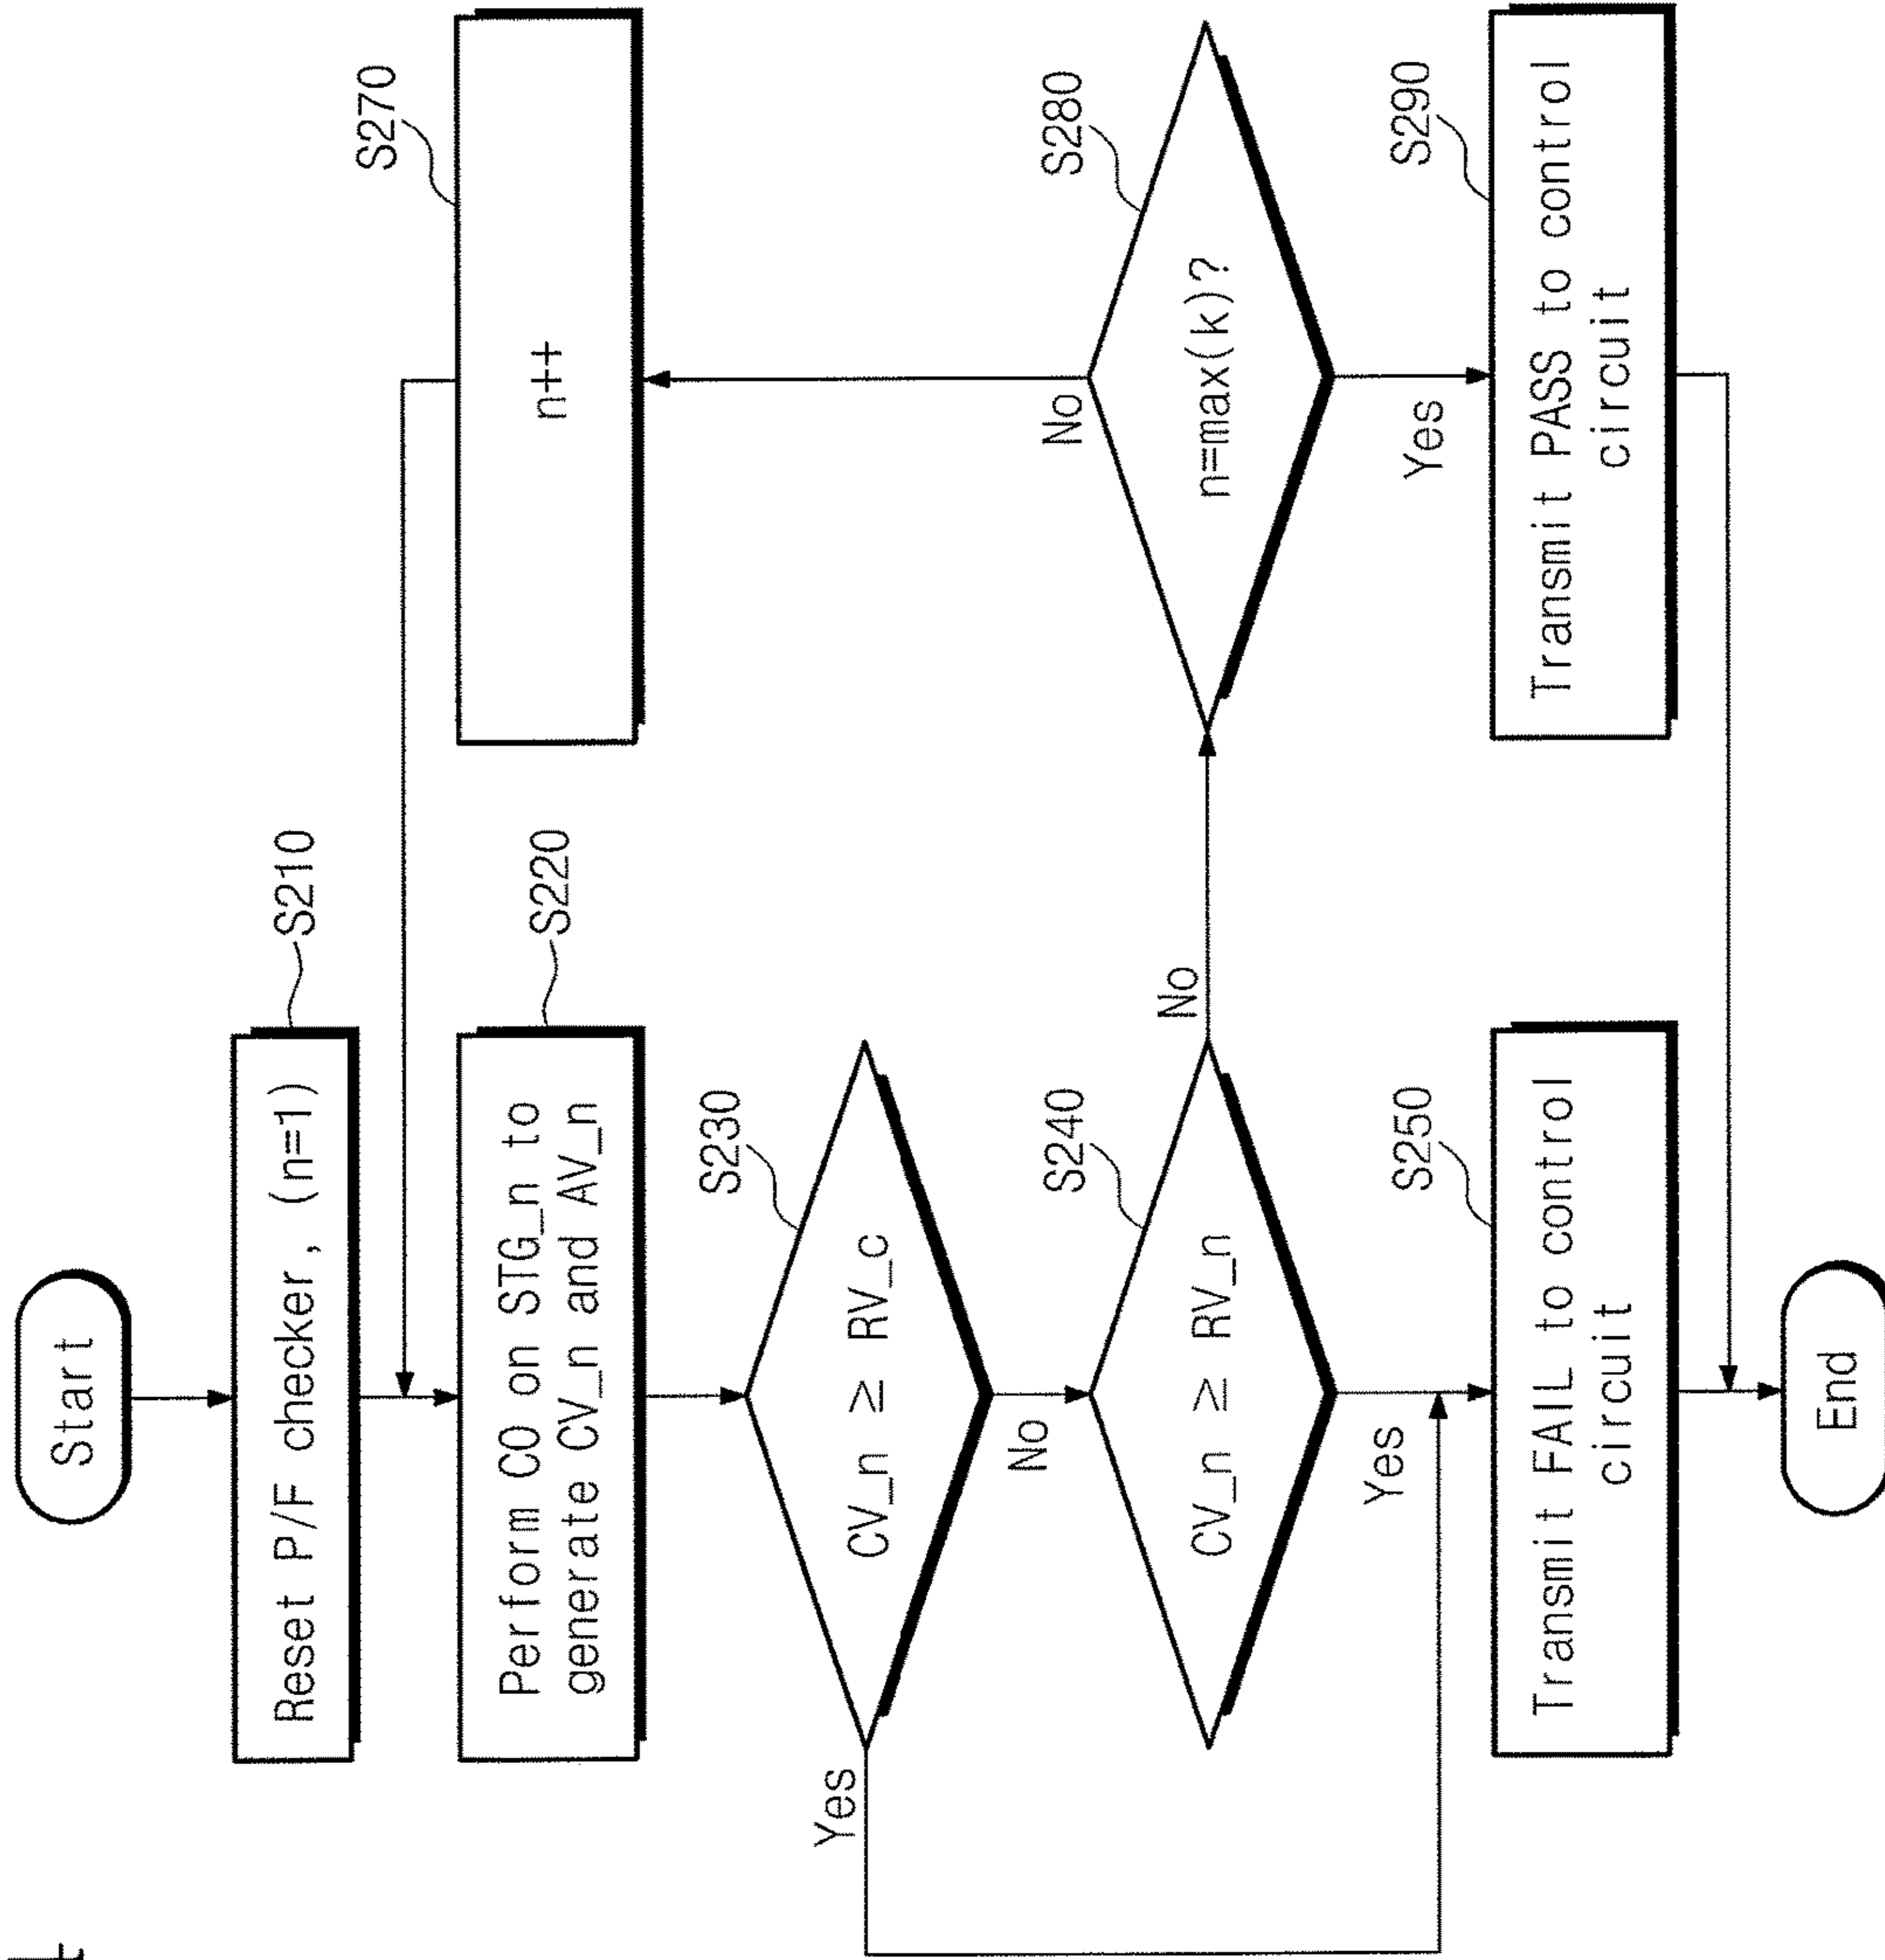 Start
Reset P/F checker, (n=1)
S210
Perform CO on STG_n to
generate CV_n and AV_n
S220
CV_n ≥ RV_c
S230
Yes
No
CV_n ≥ RV_n
S240
No
Yes
Transmit FAIL to control
circuit
S250
n++
S270
No
n=max(k)?
S280
Yes
Transmit PASS to control
circuit
S290
End